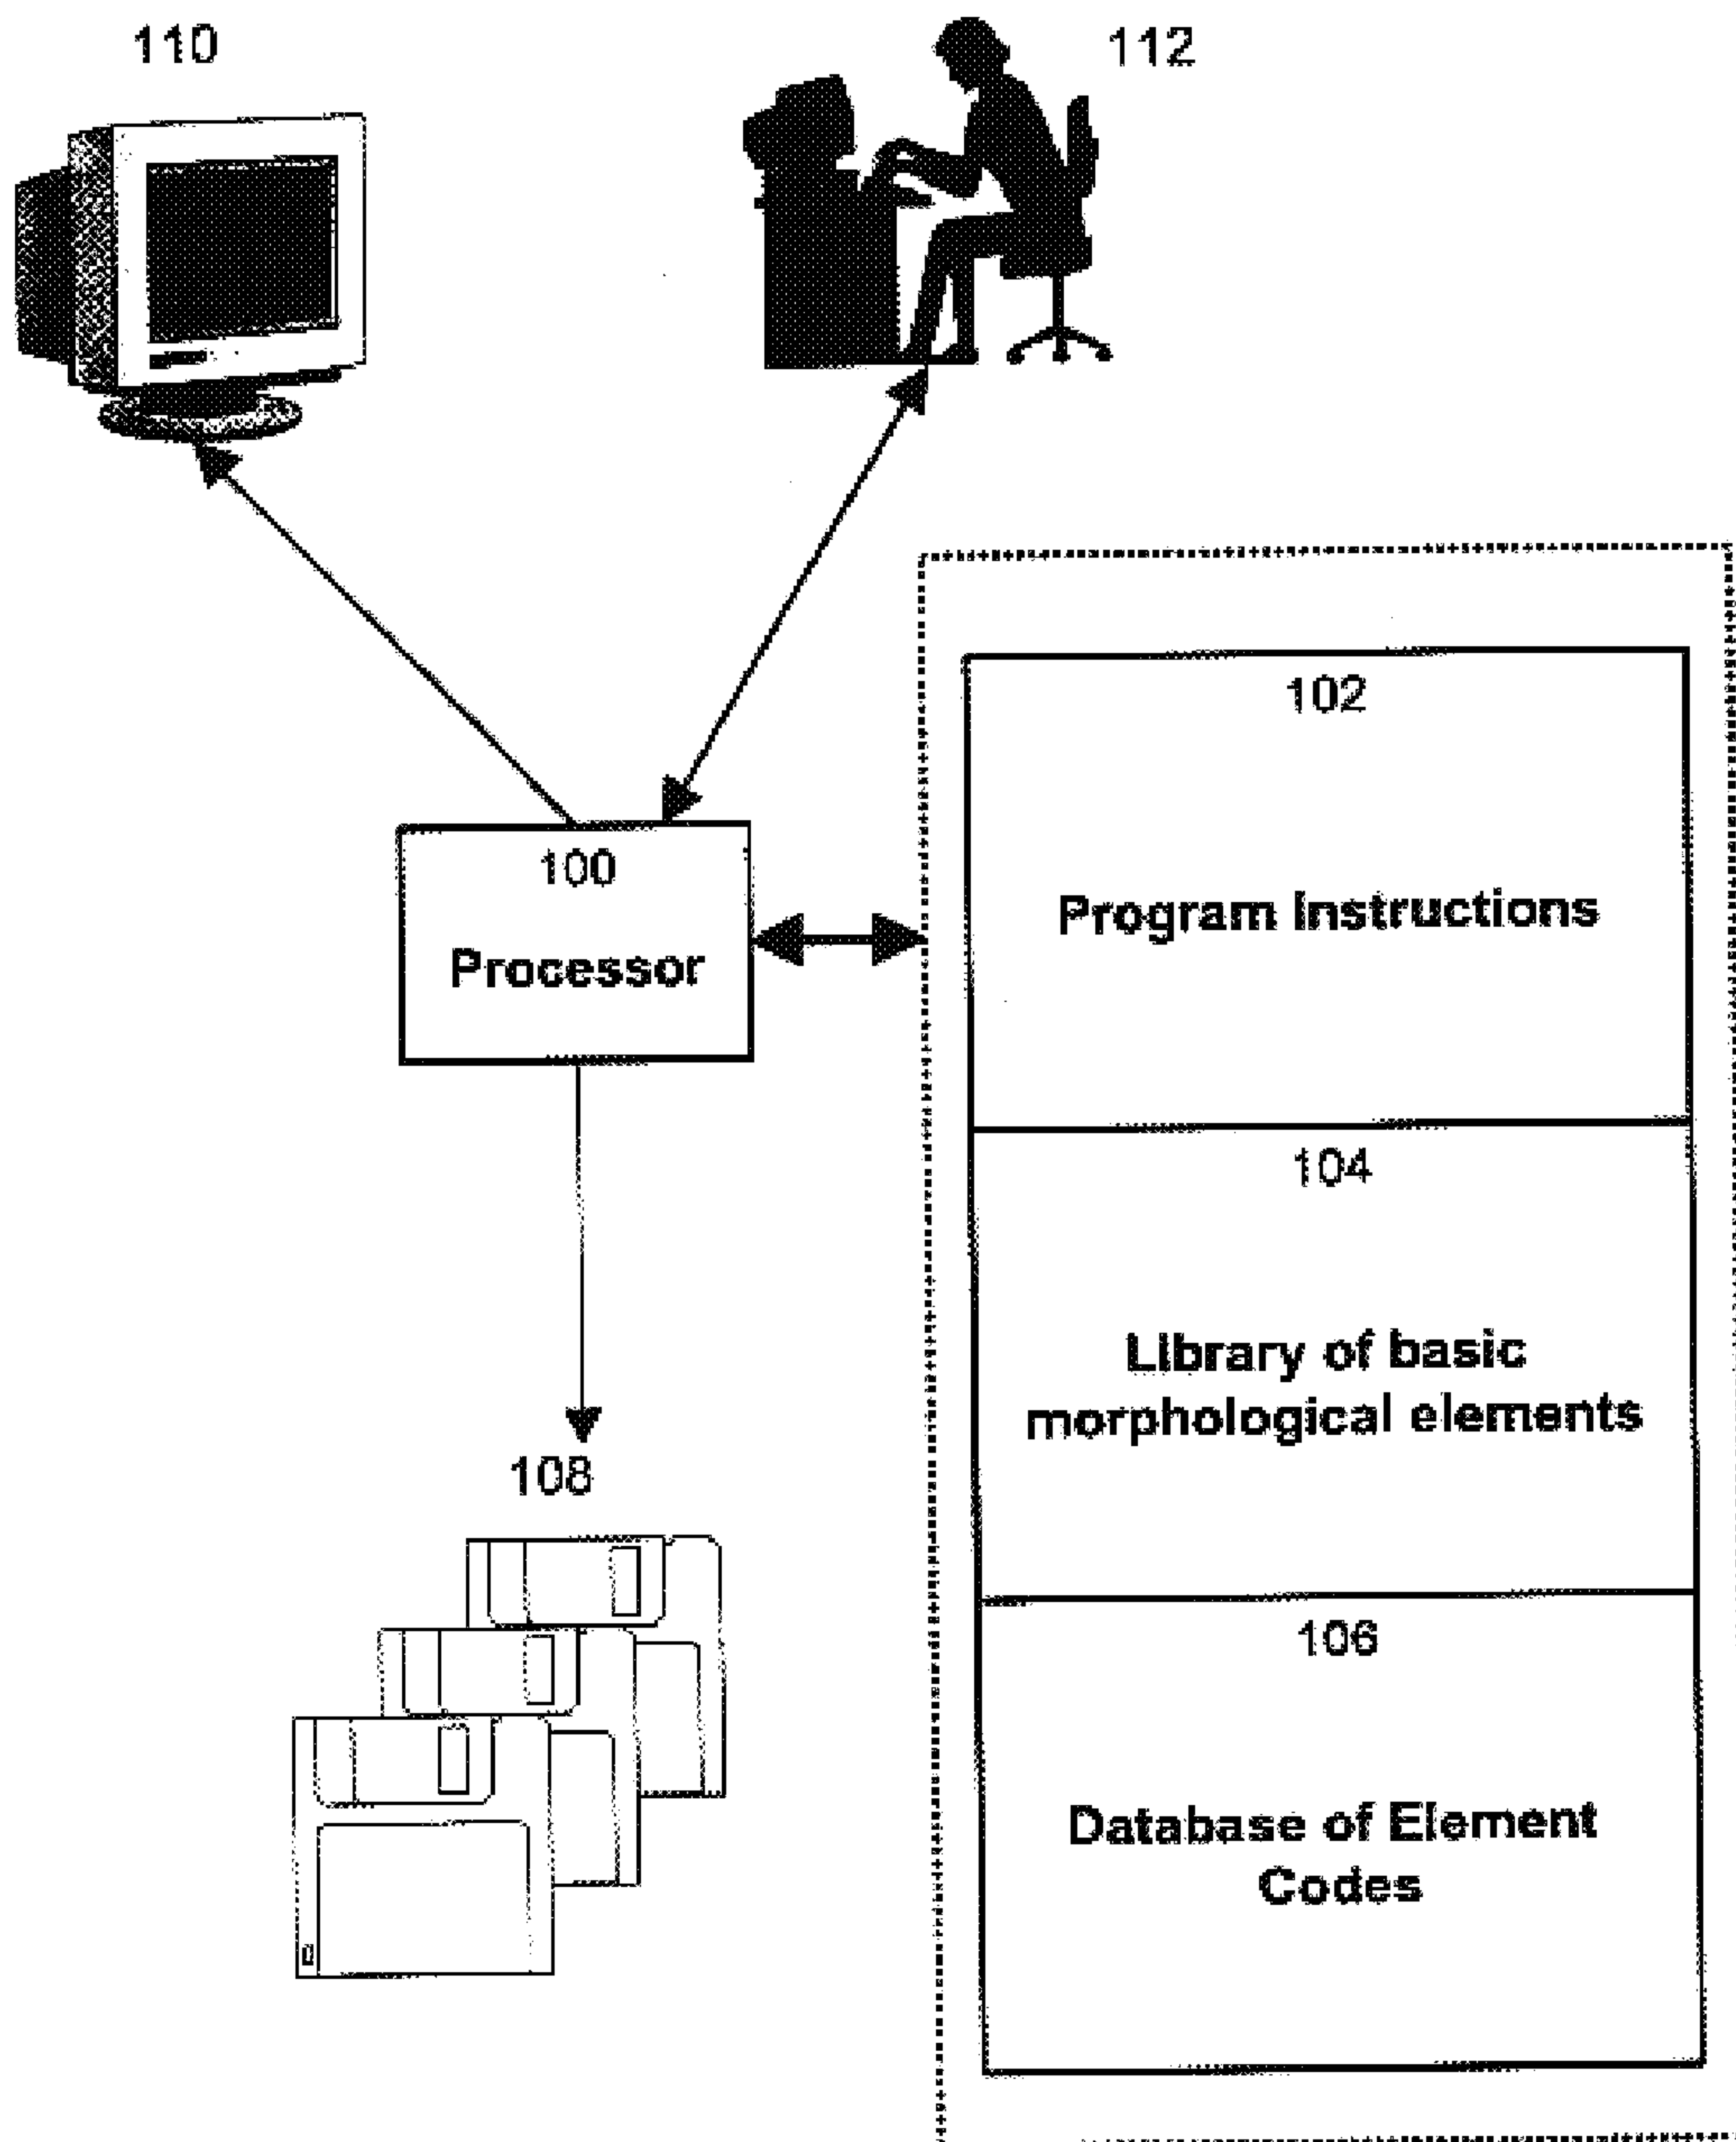 110
112
102
Program Instructions
100
Processor
104
Library of basic
morphological elements
108
106
Database of Element
Codes